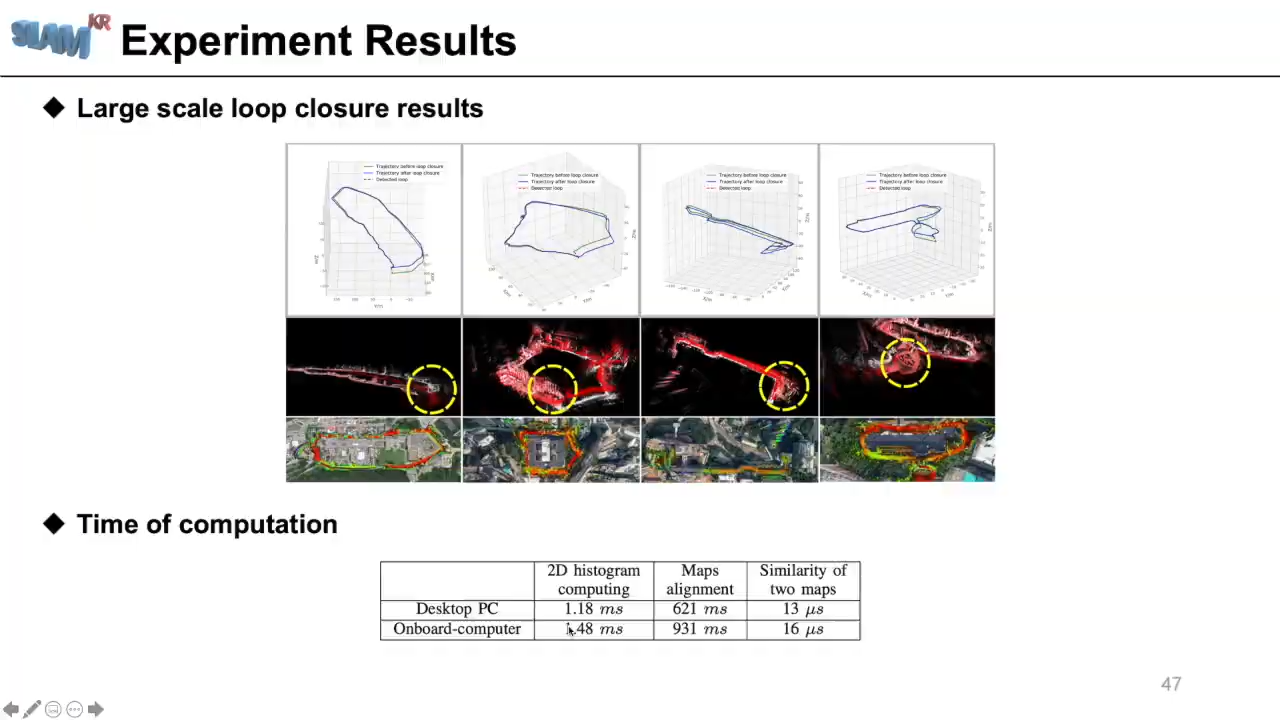 SLAM KR
Experiment Results
◆ Large scale loop closure results
Trajectory before loop closure
Trajectory after loop closure
Detected loop
Trajectory before loop closure
Trajectory after loop closure
Detected loop
Trajectory before loop closure
Trajectory after loop closure
Detected loop
Trajectory before loop closure
Trajectory after loop closure
Detected loop
◆ Time of computation
2D histogram computing Maps alignment Similarity of two maps
Desktop PC 1.18 ms 621 ms 13 μs
Onboard-computer .48 ms 931 ms 16 μs
47